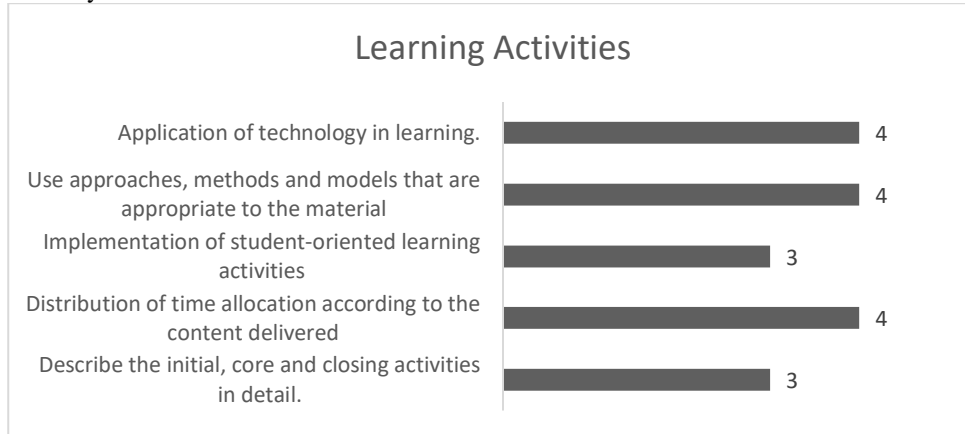 Learning Activities
Application of technology in learning.
4
Use approaches, methods and models that are
appropriate to the material
4
Implementation of student-oriented learning
activities
3
Distribution of time allocation according to the
content delivered
4
Describe the initial, core and closing activities
in detail.
3